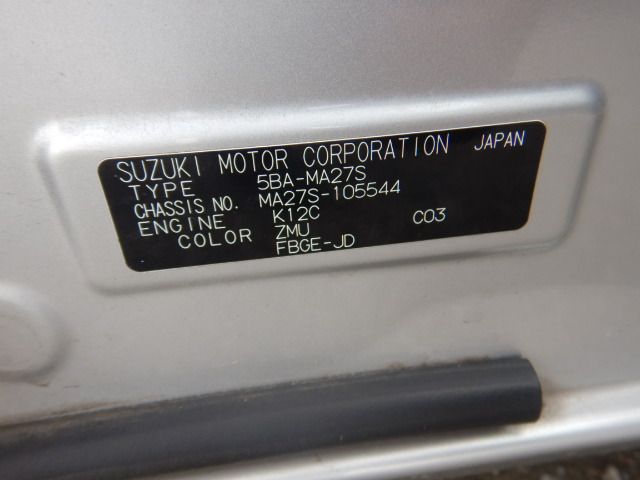 SUZUKI MOTOR CORPORATION JAPAN
TYPE 5BA-MA27S
CHASSIS NO. MA27S-105544
ENGINE K12C C03
COLOR ZMU
FBGE-JD